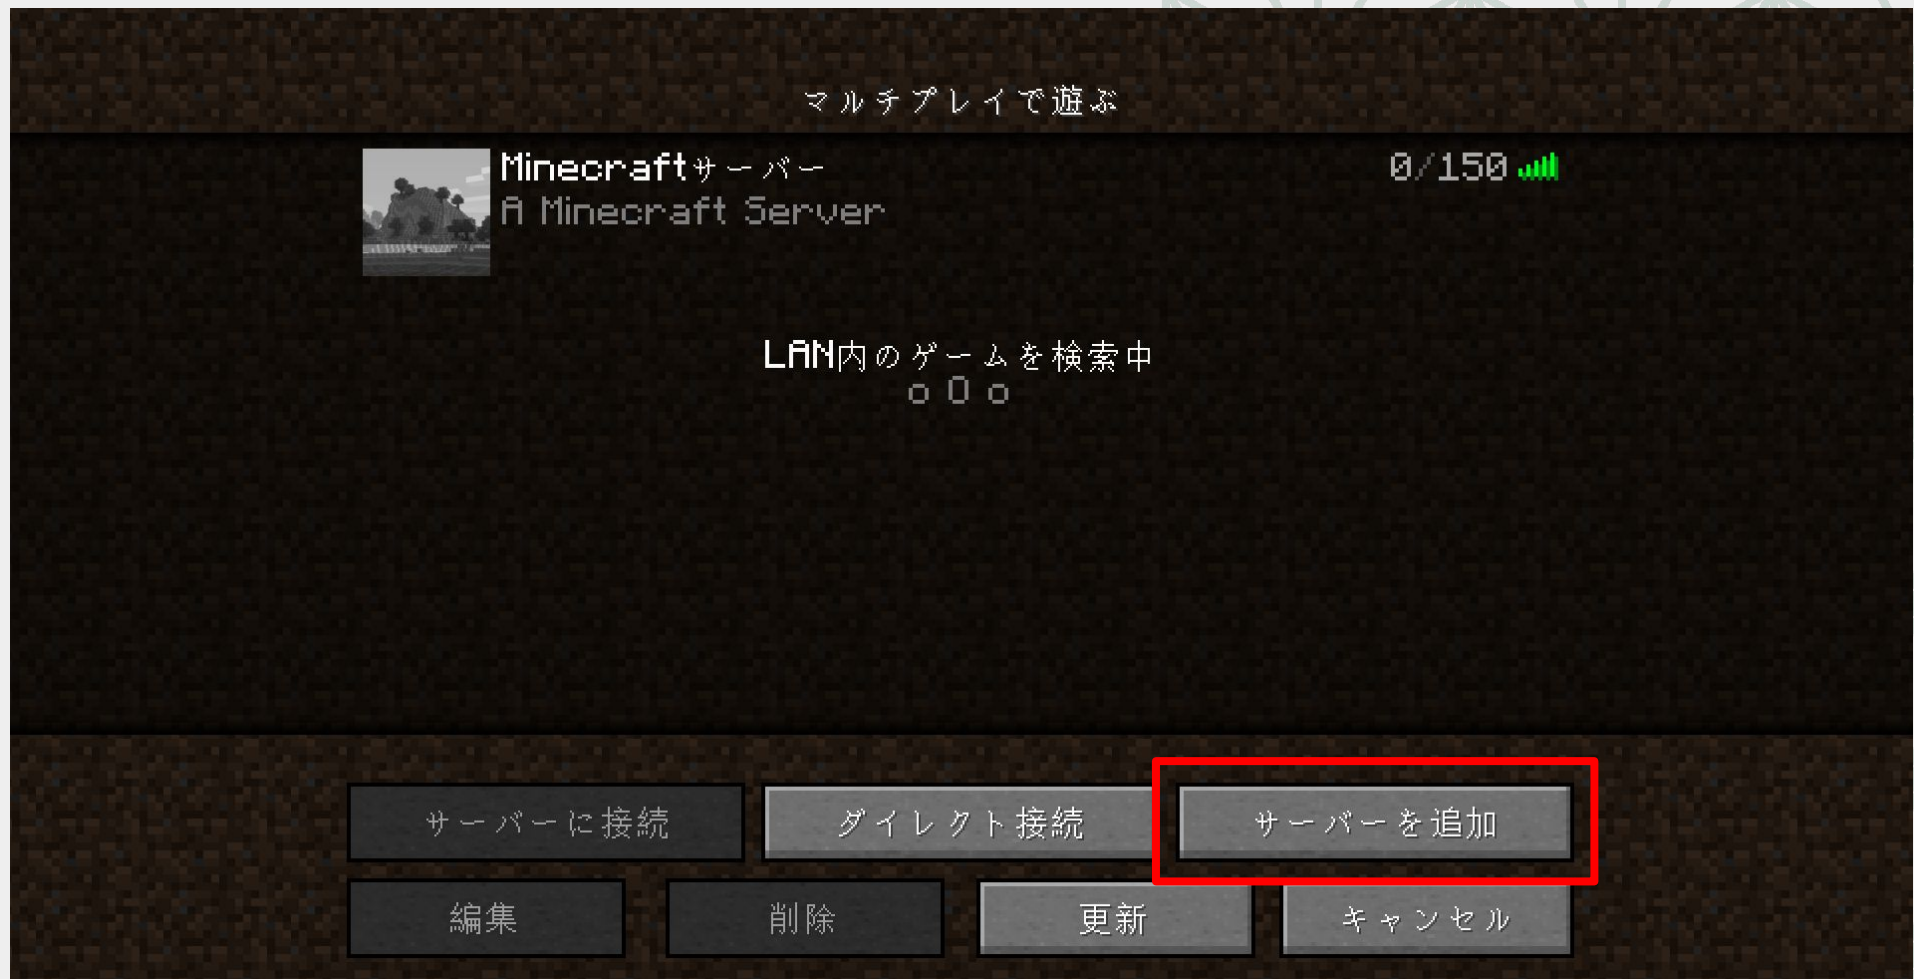 マルチプレイで遊ぶ
Minecraftサーバー 0/150
A Minecraft Server
LAN内のゲームを検索中
o O o
サーバーに接続 ダイレクト接続 サーバーを追加
編集 削除 更新 キャンセル